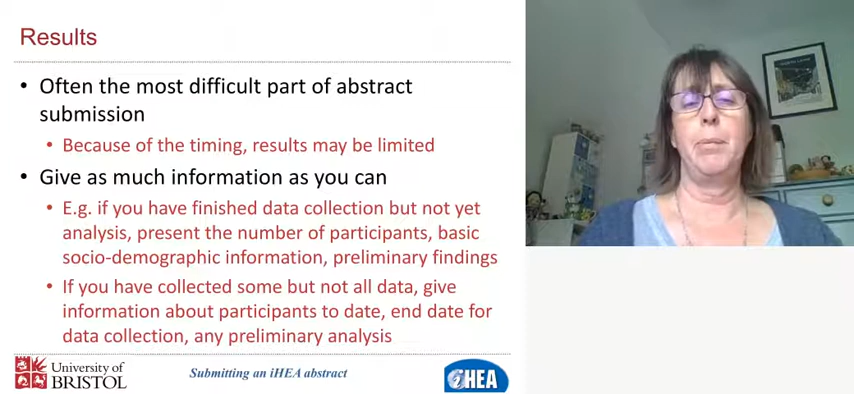 Results
• Often the most difficult part of abstract
submission
• Because of the timing, results may be limited
• Give as much information as you can
• E.g. if you have finished data collection but not yet
analysis, present the number of participants, basic
socio-demographic information, preliminary findings
• If you have collected some but not all data, give
information about participants to date, end date for
data collection, any preliminary analysis
University of
BRISTOL
Submitting an iHEA abstract
iHEA